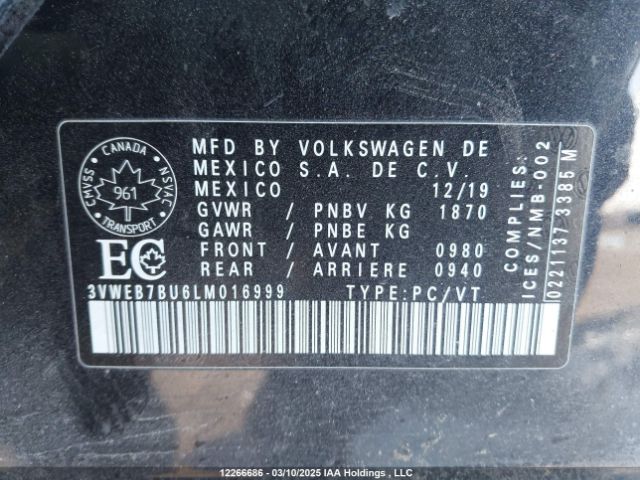 CANADA
CMVSS
NSVAC
961
TRANSPORT
EC
MFD BY VOLKSWAGEN DE
MEXICO S.A. DE C.V.
MEXICO 12/19
GVWR / PNBV KG 1870
GAWR / PNBE KG
FRONT / AVANT 0980
REAR / ARRIERE 0940
3VWEB7BU6LM016999 TYPE:PC/VT
COMPLIES:
ICES/NMB-002
0221137-3385 M
12266686 - 03/10/2025 IAA Holdings , LLC